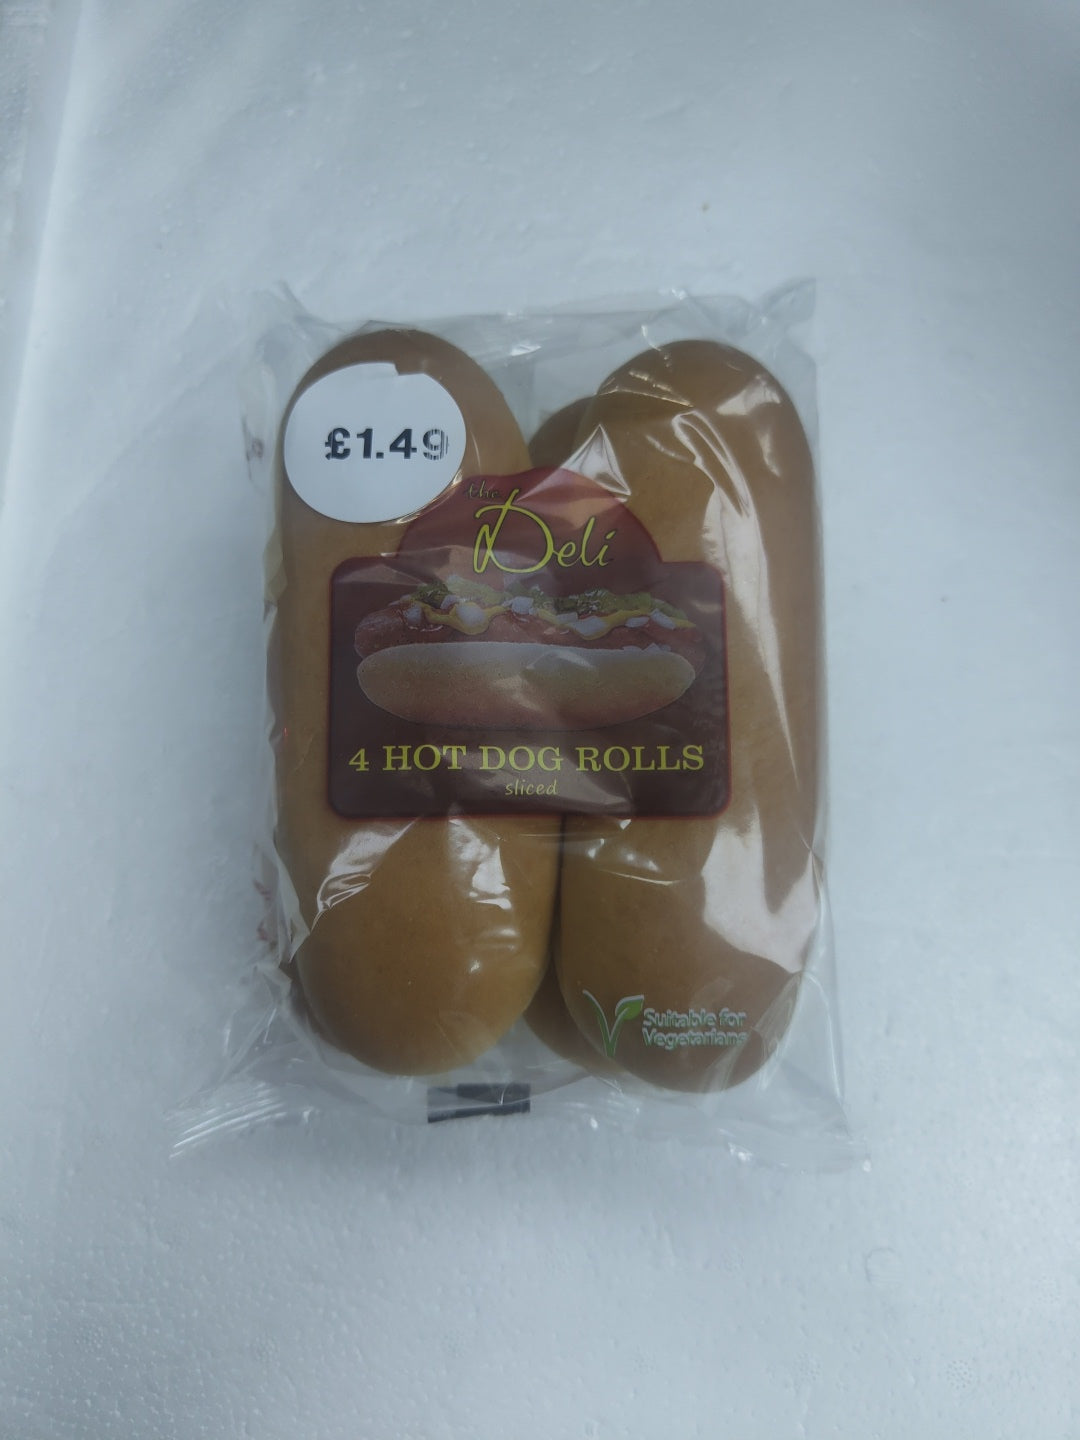 £1.49
the
Deli
4 HOT DOG ROLLS
sliced
Suitable for
Vegetarians